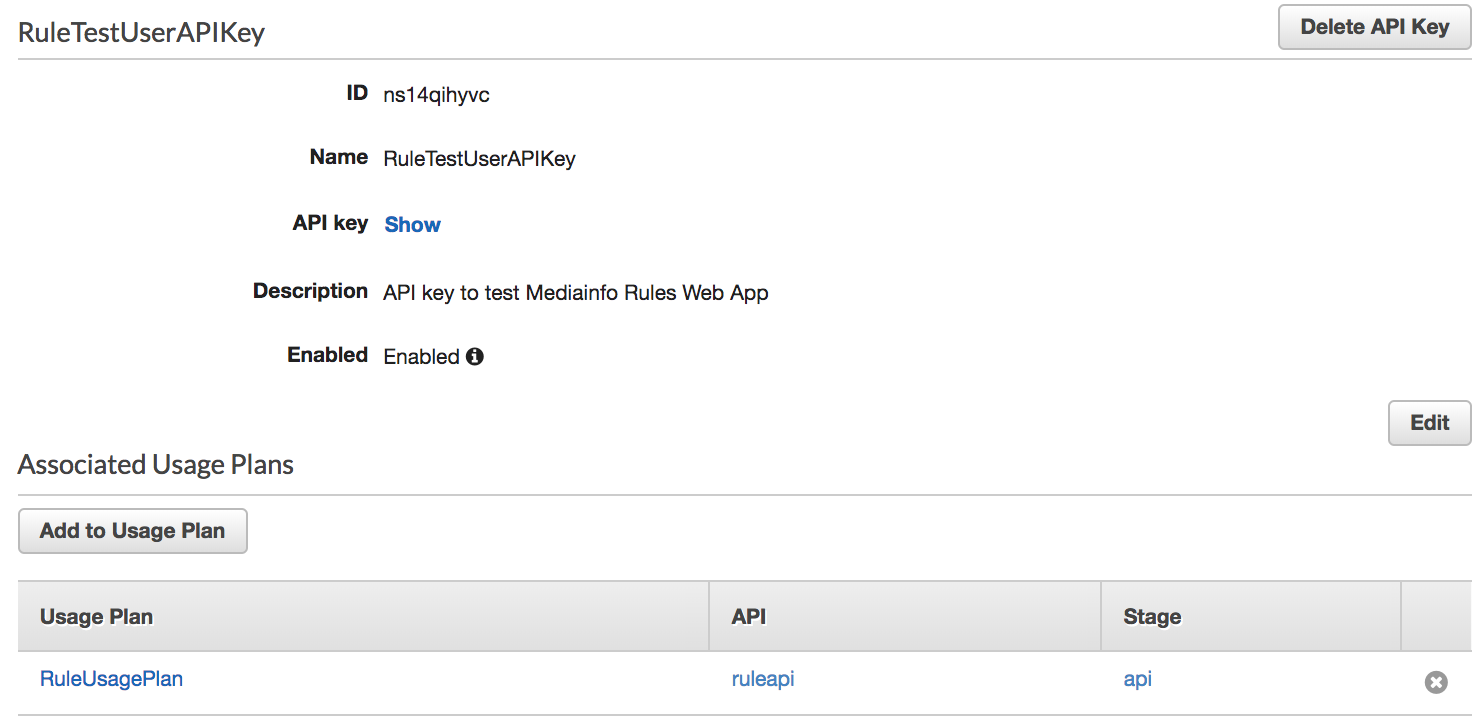 RuleTestUserAPIKey
Delete API Key
ID ns14qihyvc
Name RuleTestUserAPIKey
API key Show
Description API key to test Mediainfo Rules Web App
Enabled Enabled
Edit
Associated Usage Plans
Add to Usage Plan
Usage Plan API Stage
RuleUsagePlan ruleapi api